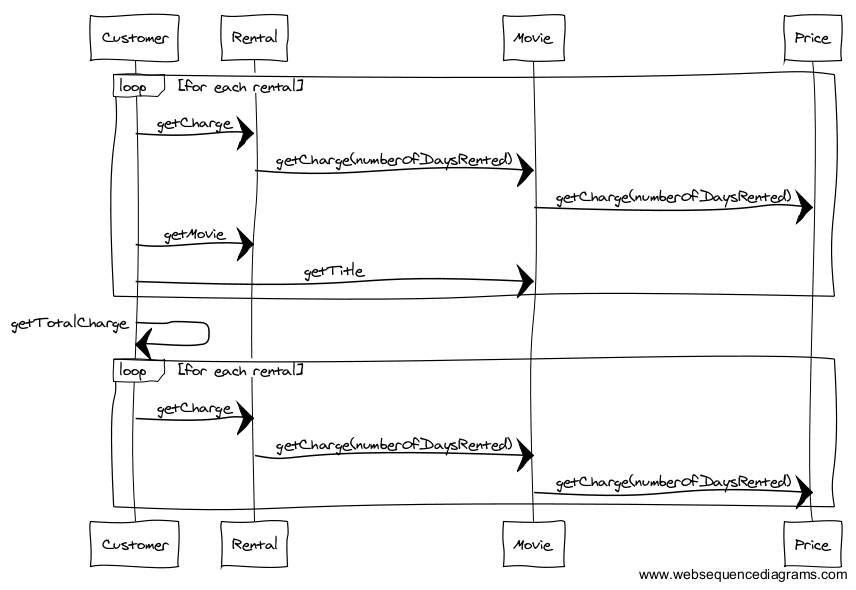 Customer
Rental
Movie
Price
loop
[for each rental]
getCharge
getCharge(numberOfDaysRented)
getCharge(numberOfDaysRented)
getMovie
getTitle
getTotalCharge
loop
[for each rental]
getCharge
getCharge(numberOfDaysRented)
getCharge(numberOfDaysRented)
Customer
Rental
Movie
Price
www.websequencediagrams.com